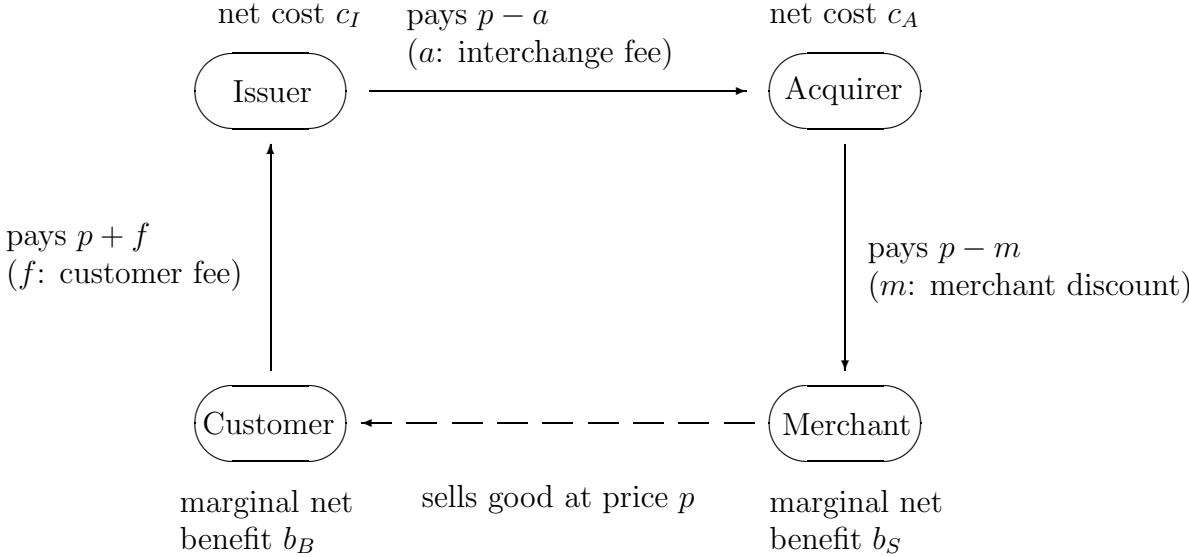 net cost c_I
pays p − a
(a: interchange fee)
net cost c_A
Issuer
Acquirer
pays p + f
(f: customer fee)
pays p − m
(m: merchant discount)
Customer
Merchant
sells good at price p
marginal net
benefit b_B
marginal net
benefit b_S